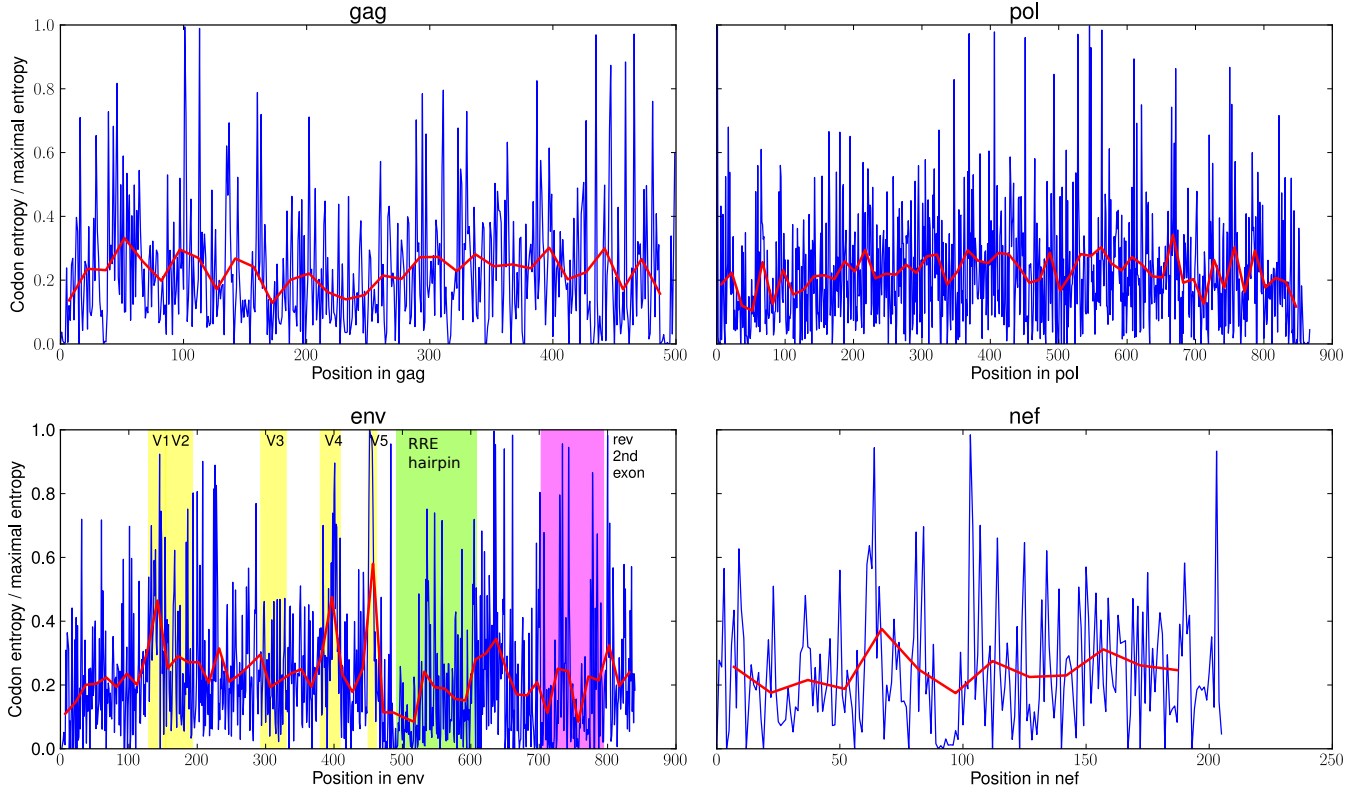 gag
pol
Codon entropy / maximal entropy
1.0
0.8
0.6
0.4
0.2
0.0
0 100 200 300 400 500
Position in gag
0 100 200 300 400 500 600 700 800 900
Position in pol
env
nef
Codon entropy / maximal entropy
1.0
0.8
0.6
0.4
0.2
0.0
V1 V2
V3
V4
V5
RRE
hairpin
rev
2nd
exon
0 100 200 300 400 500 600 700 800 900
Position in env
0 50 100 150 200 250
Position in nef